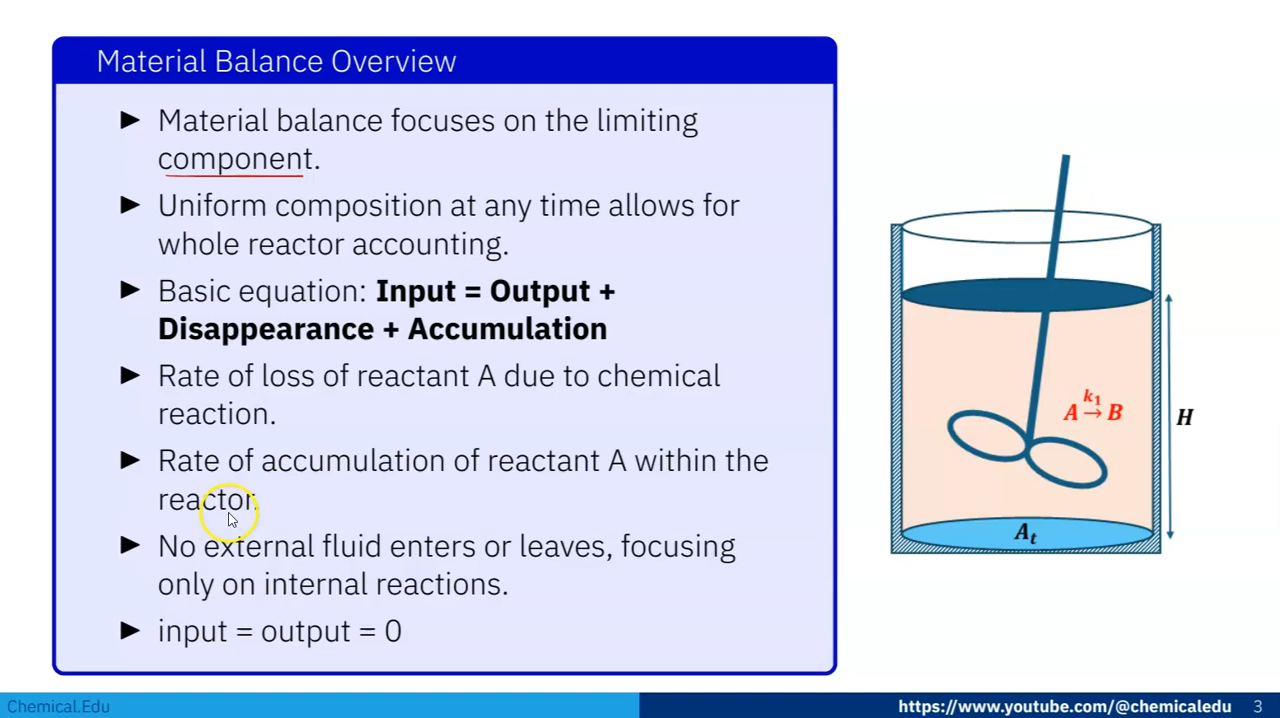 Material Balance Overview
► Material balance focuses on the limiting
component.
► Uniform composition at any time allows for
whole reactor accounting.
► Basic equation: Input = Output +
Disappearance + Accumulation
► Rate of loss of reactant A due to chemical
reaction.
► Rate of accumulation of reactant A within the
reactor.
► No external fluid enters or leaves, focusing
only on internal reactions.
► input = output = 0
k₁
A → B
H
Aₜ
Chemical.Edu
https://www.youtube.com/@chemicaledu 3